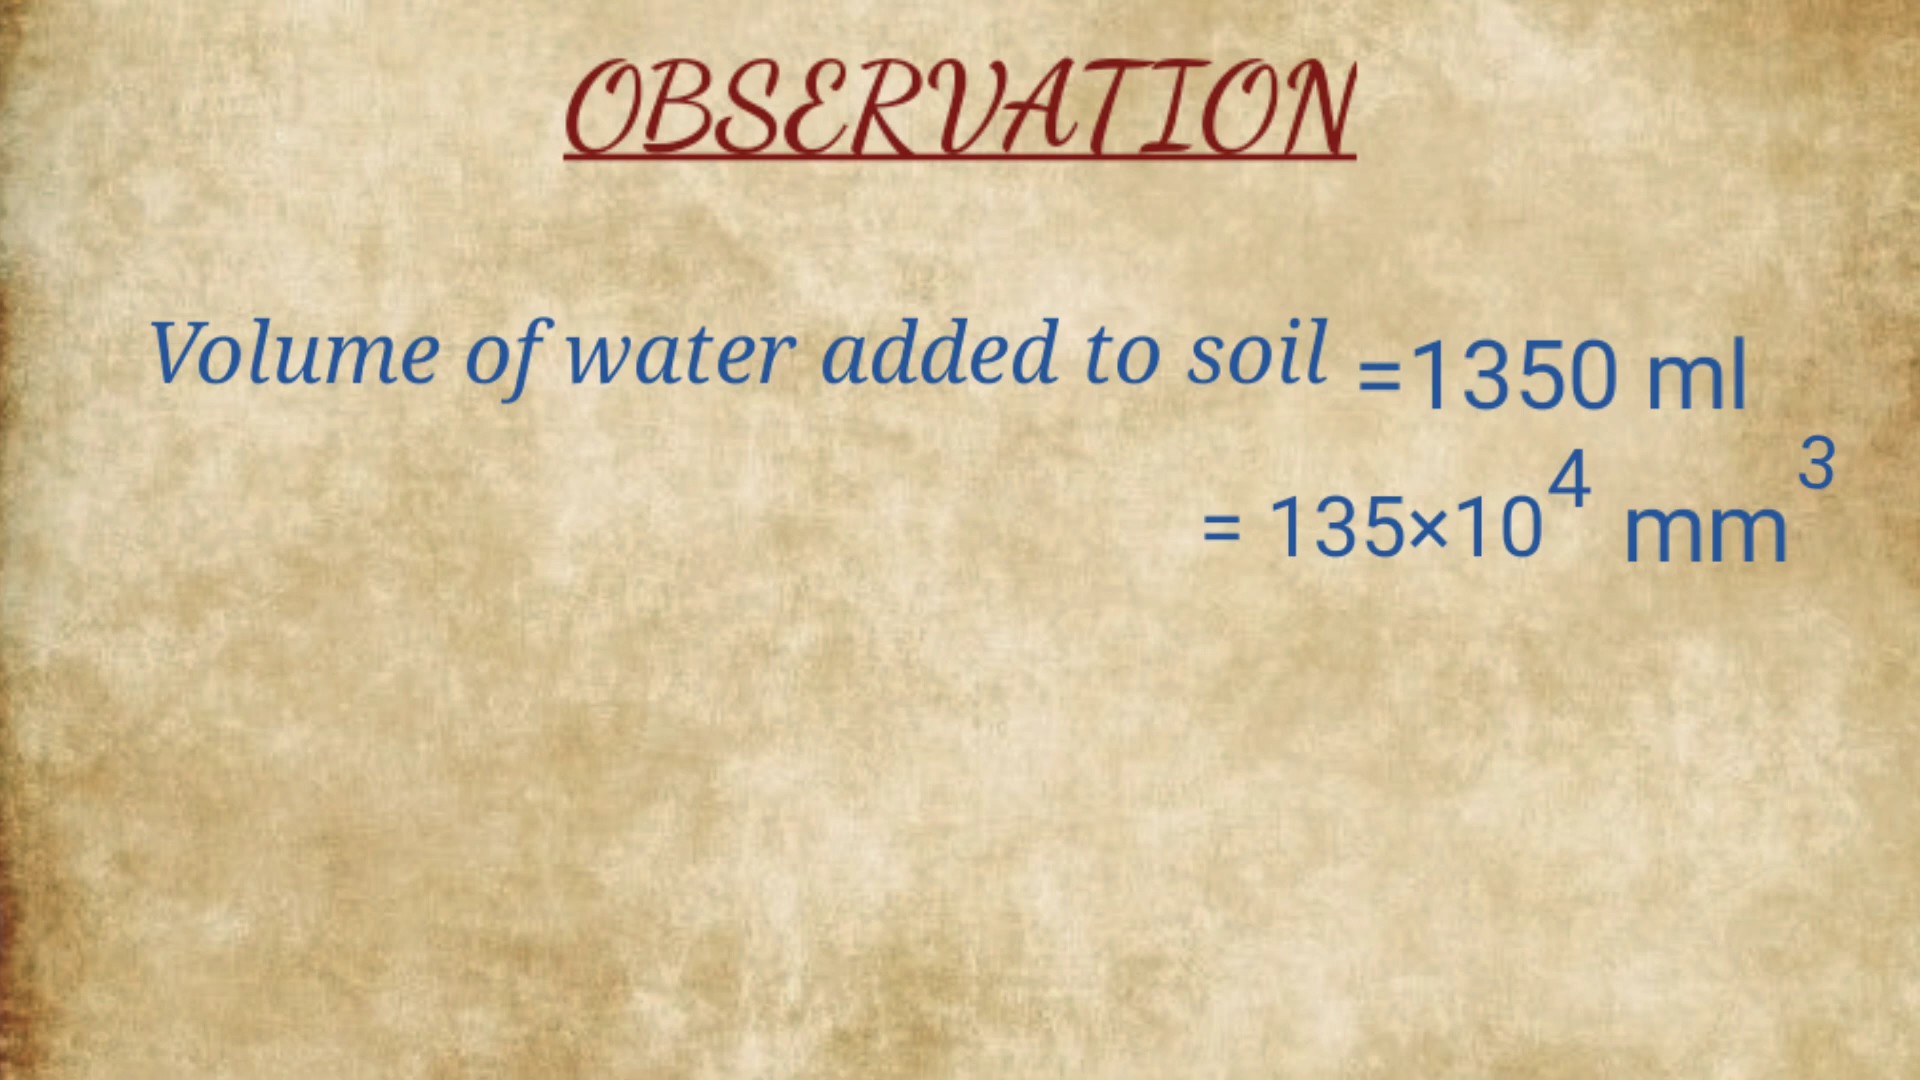 OBSERVATION
Volume of water added to soil =1350 ml
= 135×10⁴ mm³